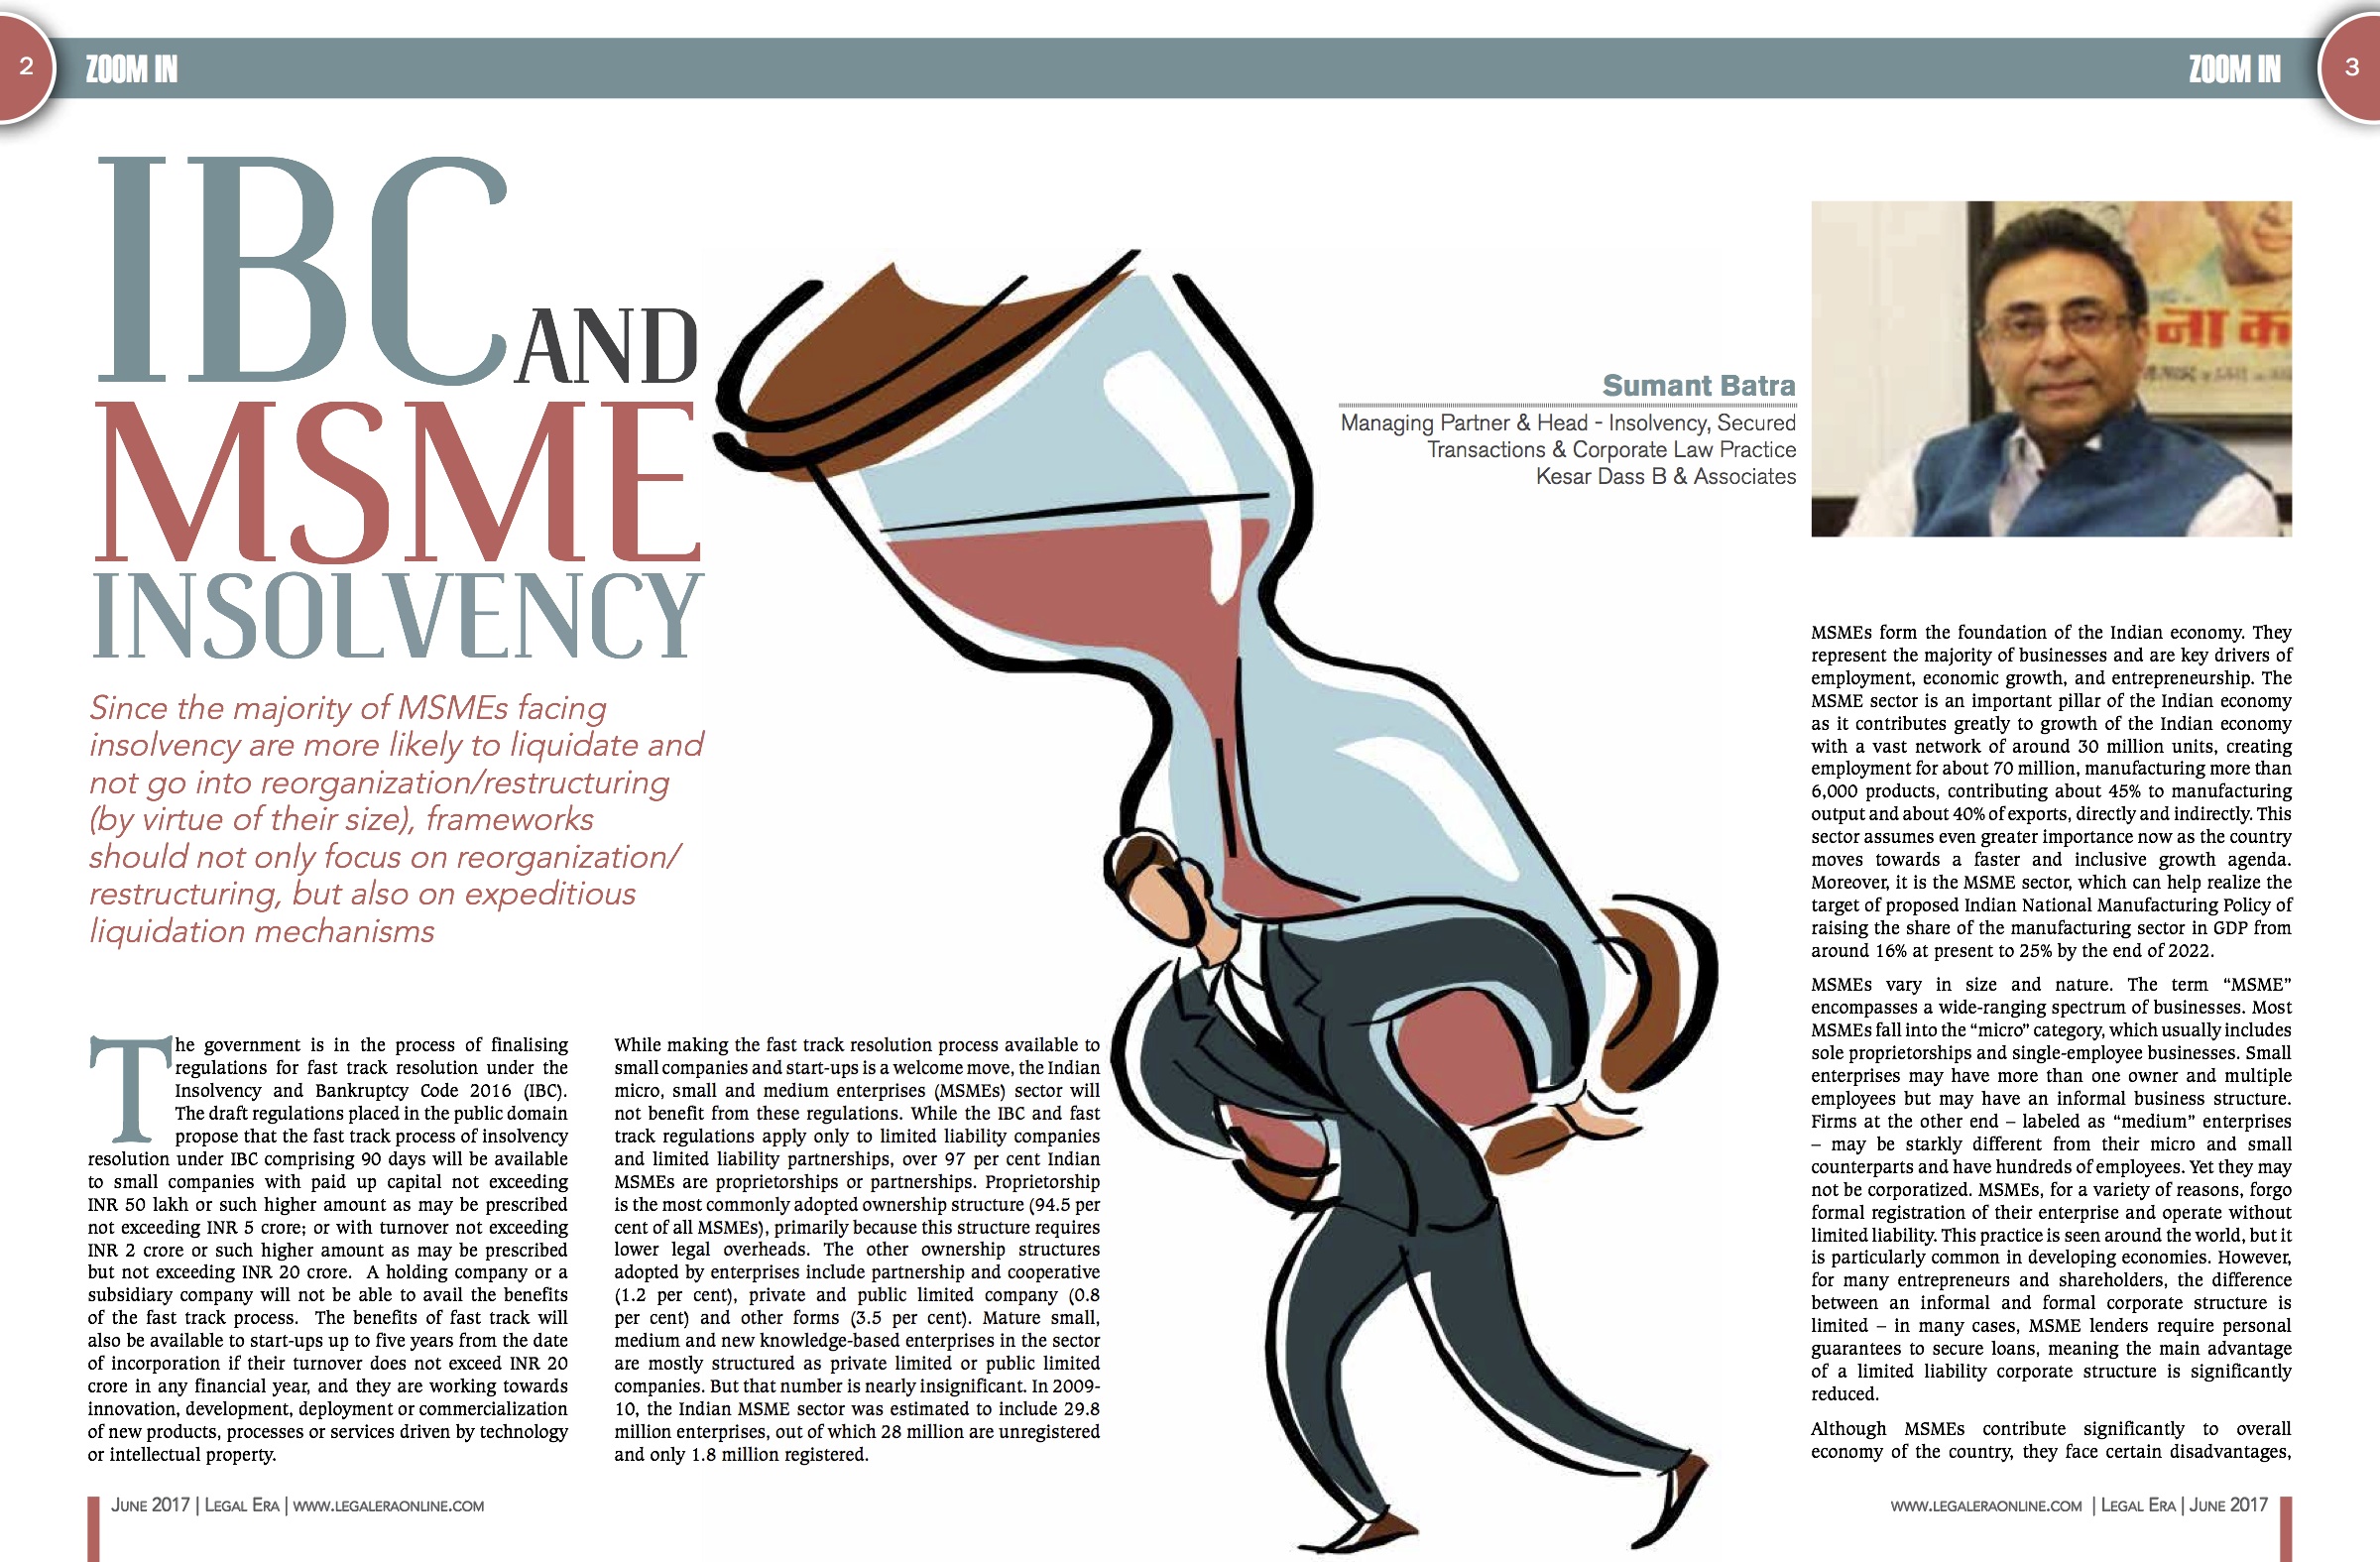 2
ZOOM IN
ZOOM IN
3
IBC AND
MSME
INSOLVENCY
Since the majority of MSMEs facing
insolvency are more likely to liquidate and
not go into reorganization/restructuring
(by virtue of their size), frameworks
should not only focus on reorganization/
restructuring, but also on expeditious
liquidation mechanisms
The government is in the process of finalising
regulations for fast track resolution under the
Insolvency and Bankruptcy Code 2016 (IBC).
The draft regulations placed in the public domain
propose that the fast track process of insolvency
resolution under IBC comprising 90 days will be available
to small companies with paid up capital not exceeding
INR 50 lakh or such higher amount as may be prescribed
not exceeding INR 5 crore; or with turnover not exceeding
INR 2 crore or such higher amount as may be prescribed
but not exceeding INR 20 crore. A holding company or a
subsidiary company will not be able to avail the benefits
of the fast track process. The benefits of fast track will
also be available to start-ups up to five years from the date
of incorporation if their turnover does not exceed INR 20
crore in any financial year, and they are working towards
innovation, development, deployment or commercialization
of new products, processes or services driven by technology
or intellectual property.
While making the fast track resolution process available to
small companies and start-ups is a welcome move, the Indian
micro, small and medium enterprises (MSMEs) sector will
not benefit from these regulations. While the IBC and fast
track regulations apply only to limited liability companies
and limited liability partnerships, over 97 per cent Indian
MSMEs are proprietorships or partnerships. Proprietorship
is the most commonly adopted ownership structure (94.5 per
cent of all MSMEs), primarily because this structure requires
lower legal overheads. The other ownership structures
adopted by enterprises include partnership and cooperative
(1.2 per cent), private and public limited company (0.8
per cent) and other forms (3.5 per cent). Mature small,
medium and new knowledge-based enterprises in the sector
are mostly structured as private limited or public limited
companies. But that number is nearly insignificant. In 2009-
10, the Indian MSME sector was estimated to include 29.8
million enterprises, out of which 28 million are unregistered
and only 1.8 million registered.
Sumant Batra
Managing Partner & Head - Insolvency, Secured
Transactions & Corporate Law Practice
Kesar Dass B & Associates
ना क
MSMEs form the foundation of the Indian economy. They
represent the majority of businesses and are key drivers of
employment, economic growth, and entrepreneurship. The
MSME sector is an important pillar of the Indian economy
as it contributes greatly to growth of the Indian economy
with a vast network of around 30 million units, creating
employment for about 70 million, manufacturing more than
6,000 products, contributing about 45% to manufacturing
output and about 40% of exports, directly and indirectly. This
sector assumes even greater importance now as the country
moves towards a faster and inclusive growth agenda.
Moreover, it is the MSME sector, which can help realize the
target of proposed Indian National Manufacturing Policy of
raising the share of the manufacturing sector in GDP from
around 16% at present to 25% by the end of 2022.
MSMEs vary in size and nature. The term “MSME”
encompasses a wide-ranging spectrum of businesses. Most
MSMEs fall into the “micro” category, which usually includes
sole proprietorships and single-employee businesses. Small
enterprises may have more than one owner and multiple
employees but may have an informal business structure.
Firms at the other end – labeled as “medium” enterprises
– may be starkly different from their micro and small
counterparts and have hundreds of employees. Yet they may
not be corporatized. MSMEs, for a variety of reasons, forgo
formal registration of their enterprise and operate without
limited liability. This practice is seen around the world, but it
is particularly common in developing economies. However,
for many entrepreneurs and shareholders, the difference
between an informal and formal corporate structure is
limited – in many cases, MSME lenders require personal
guarantees to secure loans, meaning the main advantage
of a limited liability corporate structure is significantly
reduced.
Although MSMEs contribute significantly to overall
economy of the country, they face certain disadvantages,
JUNE 2017 | LEGAL ERA | WWW.LEGALERAONLINE.COM
WWW.LEGALERAONLINE.COM | LEGAL ERA | JUNE 2017